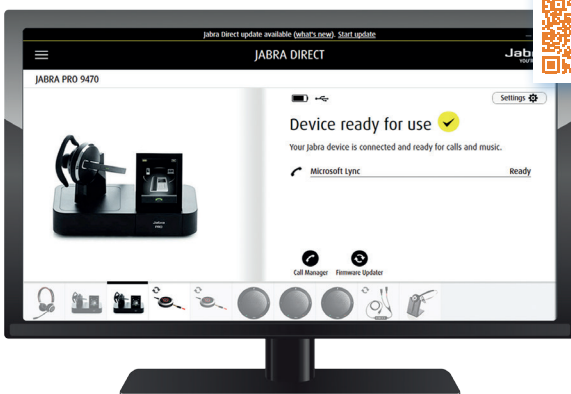 Jabra Direct update available (what's new). Start update
JABRA DIRECT
JABRA PRO 9470
Settings
Device ready for use
Your Jabra device is connected and ready for calls and music.
Microsoft Lync Ready
Call Manager Firmware Updater
Jabra
PRO